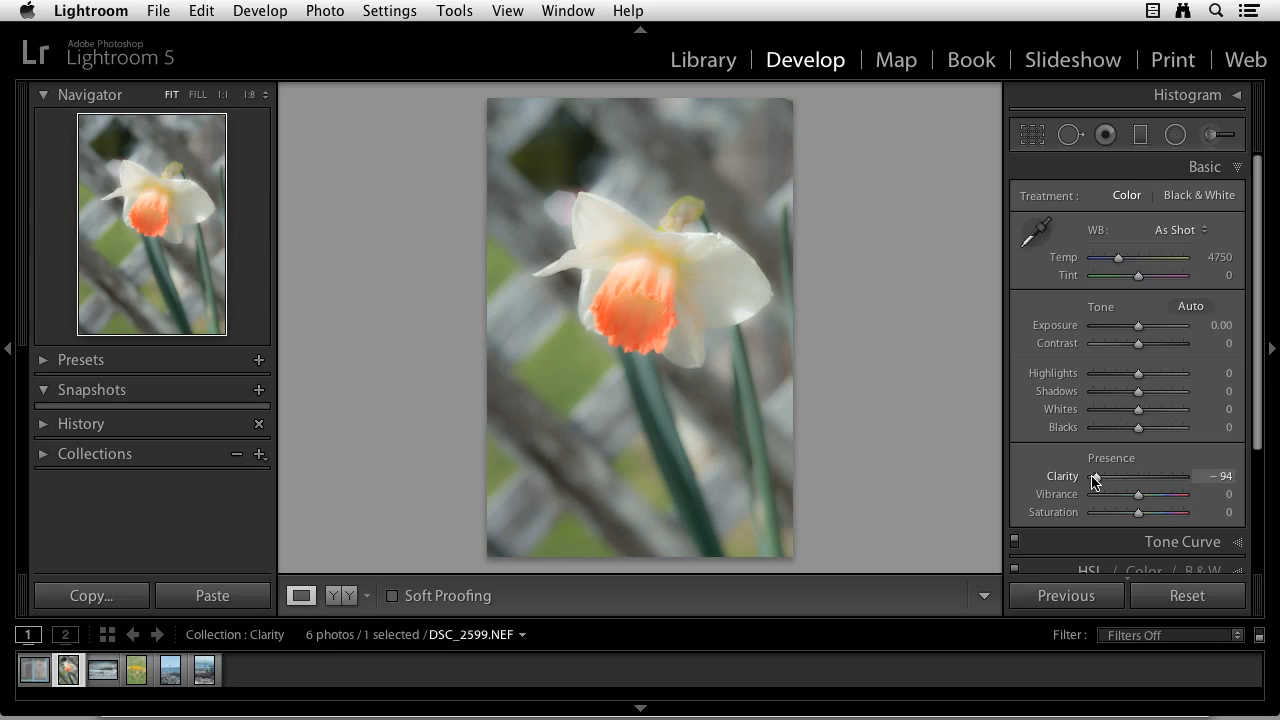 Lightroom File Edit Develop Photo Settings Tools View Window Help
Lr Adobe Photoshop
Lightroom 5
Library | Develop | Map | Book | Slideshow | Print | Web
Navigator FIT FILL 1:1 1:8
Presets +
Snapshots +
History ×
Collections − +
Copy... Paste
Histogram
Basic
Treatment : Color | Black & White
WB: As Shot
Temp 4750
Tint 0
Tone Auto
Exposure 0.00
Contrast 0
Highlights 0
Shadows 0
Whites 0
Blacks 0
Presence
Clarity − 94
Vibrance 0
Saturation 0
Tone Curve
HSL / Color / B & W
Previous Reset
YY Soft Proofing
1 2 Collection : Clarity 6 photos / 1 selected / DSC_2599.NEF Filter : Filters Off